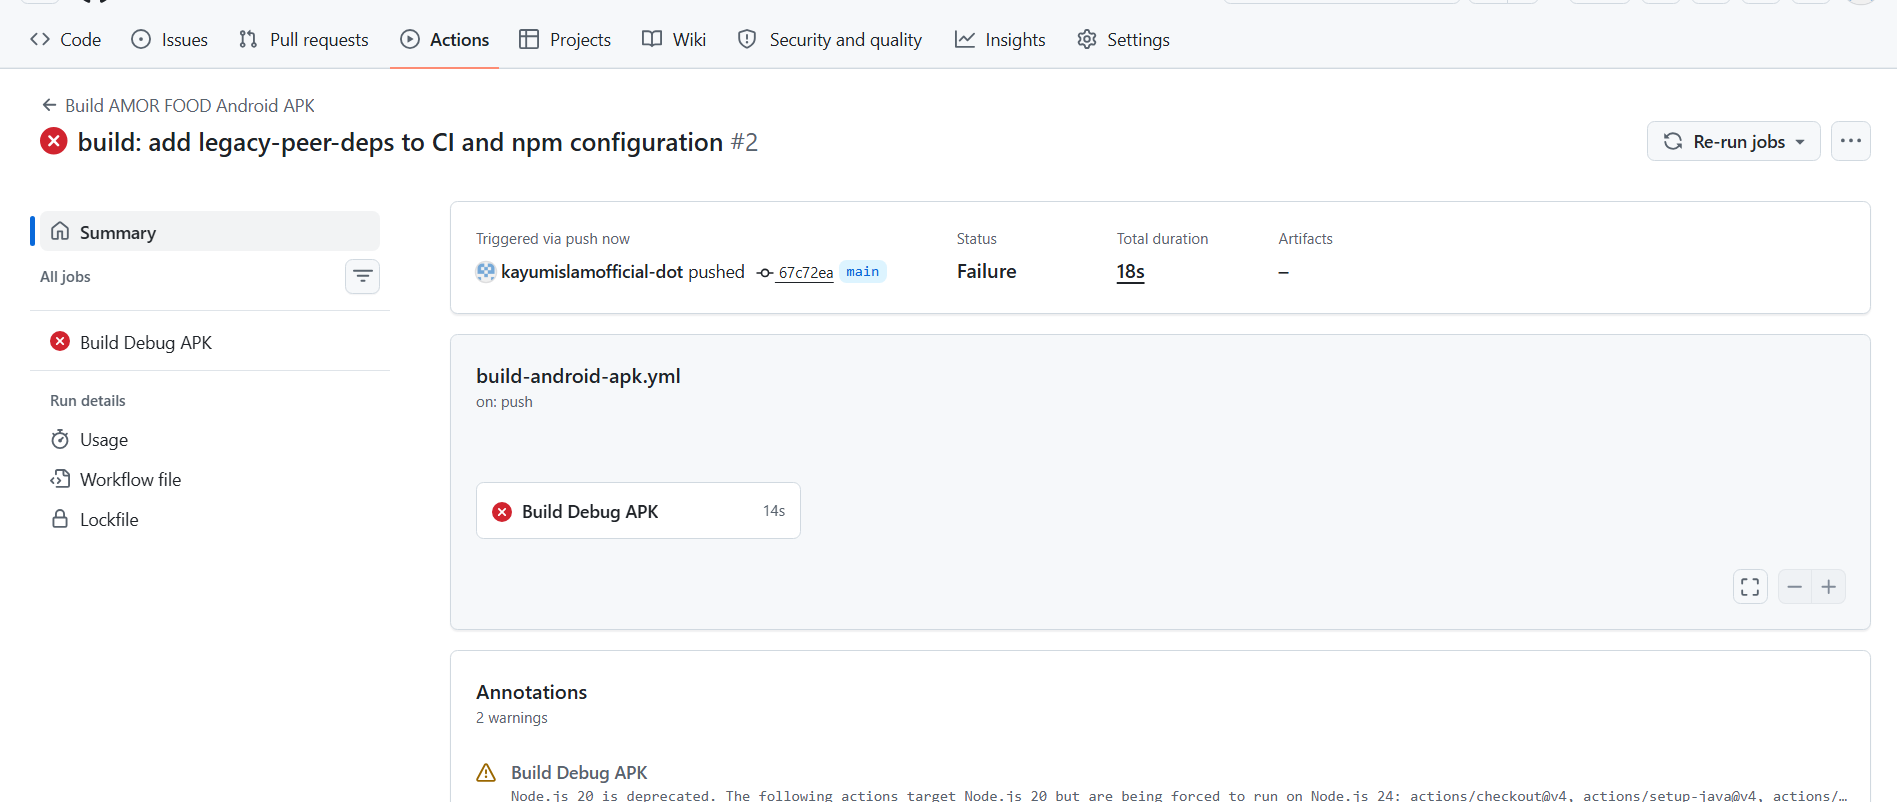 Code Issues Pull requests Actions Projects Wiki Security and quality Insights Settings
Build AMOR FOOD Android APK
build: add legacy-peer-deps to CI and npm configuration #2
Re-run jobs
Summary
All jobs
Build Debug APK
Run details
Usage
Workflow file
Lockfile
Triggered via push now
kayumislamofficial-dot pushed 67c72ea main
Status
Failure
Total duration
18s
Artifacts
–
build-android-apk.yml
on: push
Build Debug APK 14s
Annotations
2 warnings
Build Debug APK
Node.js 20 is deprecated. The following actions target Node.js 20 but are being forced to run on Node.js 24: actions/checkout@v4, actions/setup-java@v4, actions/…